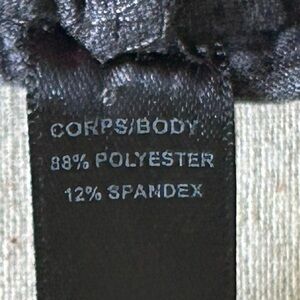 CORPS/BODY:
88% POLYESTER
12% SPANDEX